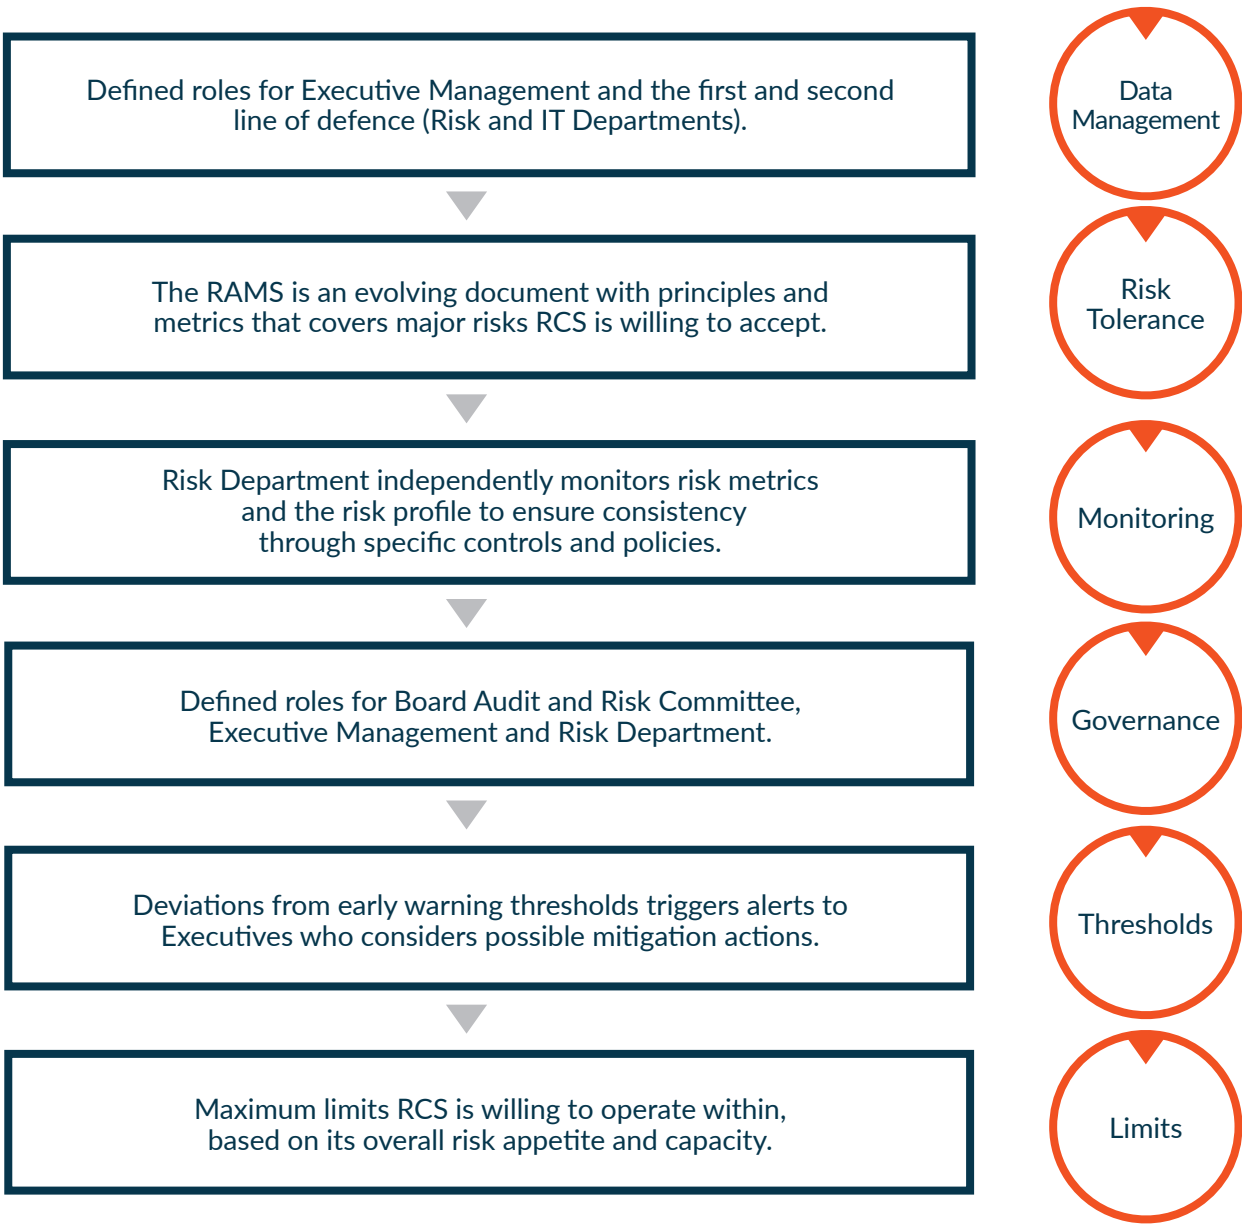 Defined roles for Executive Management and the first and second
line of defence (Risk and IT Departments).
Data
Management
The RAMS is an evolving document with principles and
metrics that covers major risks RCS is willing to accept.
Risk
Tolerance
Risk Department independently monitors risk metrics
and the risk profile to ensure consistency
through specific controls and policies.
Monitoring
Defined roles for Board Audit and Risk Committee,
Executive Management and Risk Department.
Governance
Deviations from early warning thresholds triggers alerts to
Executives who considers possible mitigation actions.
Thresholds
Maximum limits RCS is willing to operate within,
based on its overall risk appetite and capacity.
Limits